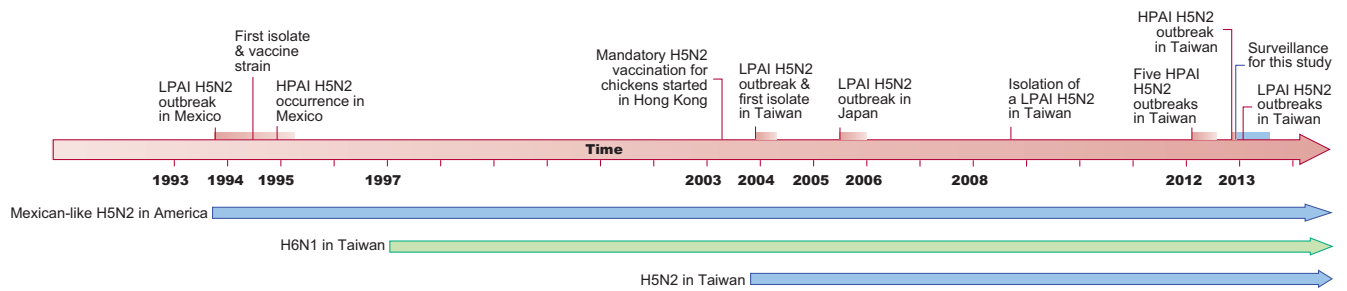 LPAI H5N2
outbreak
in Mexico
First isolate
& vaccine
strain
HPAI H5N2
occurrence in
Mexico
Mandatory H5N2
vaccination for
chickens started
in Hong Kong
LPAI H5N2
outbreak &
first isolate
in Taiwan
LPAI H5N2
outbreak in
Japan
Isolation of
a LPAI H5N2
in Taiwan
Five HPAI
H5N2
outbreaks
in Taiwan
HPAI H5N2
outbreak
in Taiwan
Surveillance
for this study
LPAI H5N2
outbreaks
in Taiwan
Time
1993 1994 1995 1997 2003 2004 2005 2006 2008 2012 2013
Mexican-like H5N2 in America
H6N1 in Taiwan
H5N2 in Taiwan